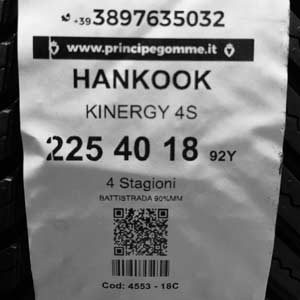 +39 3897635032
www.principegomme.it
HANKOOK
KINERGY 4S
225 40 18 92Y
4 Stagioni
BATTISTRADA 90%MM
Cod: 4553 - 18C